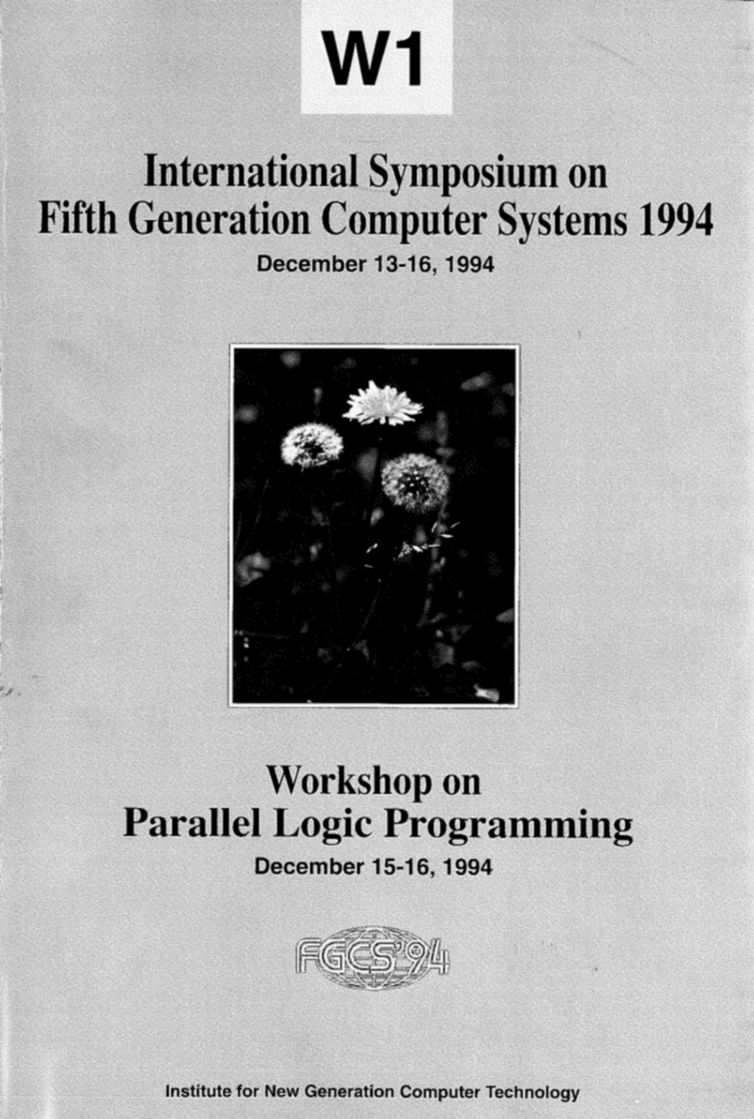 W1
International Symposium on
Fifth Generation Computer Systems 1994
December 13-16, 1994
Workshop on
Parallel Logic Programming
December 15-16, 1994
FGCS'94
Institute for New Generation Computer Technology